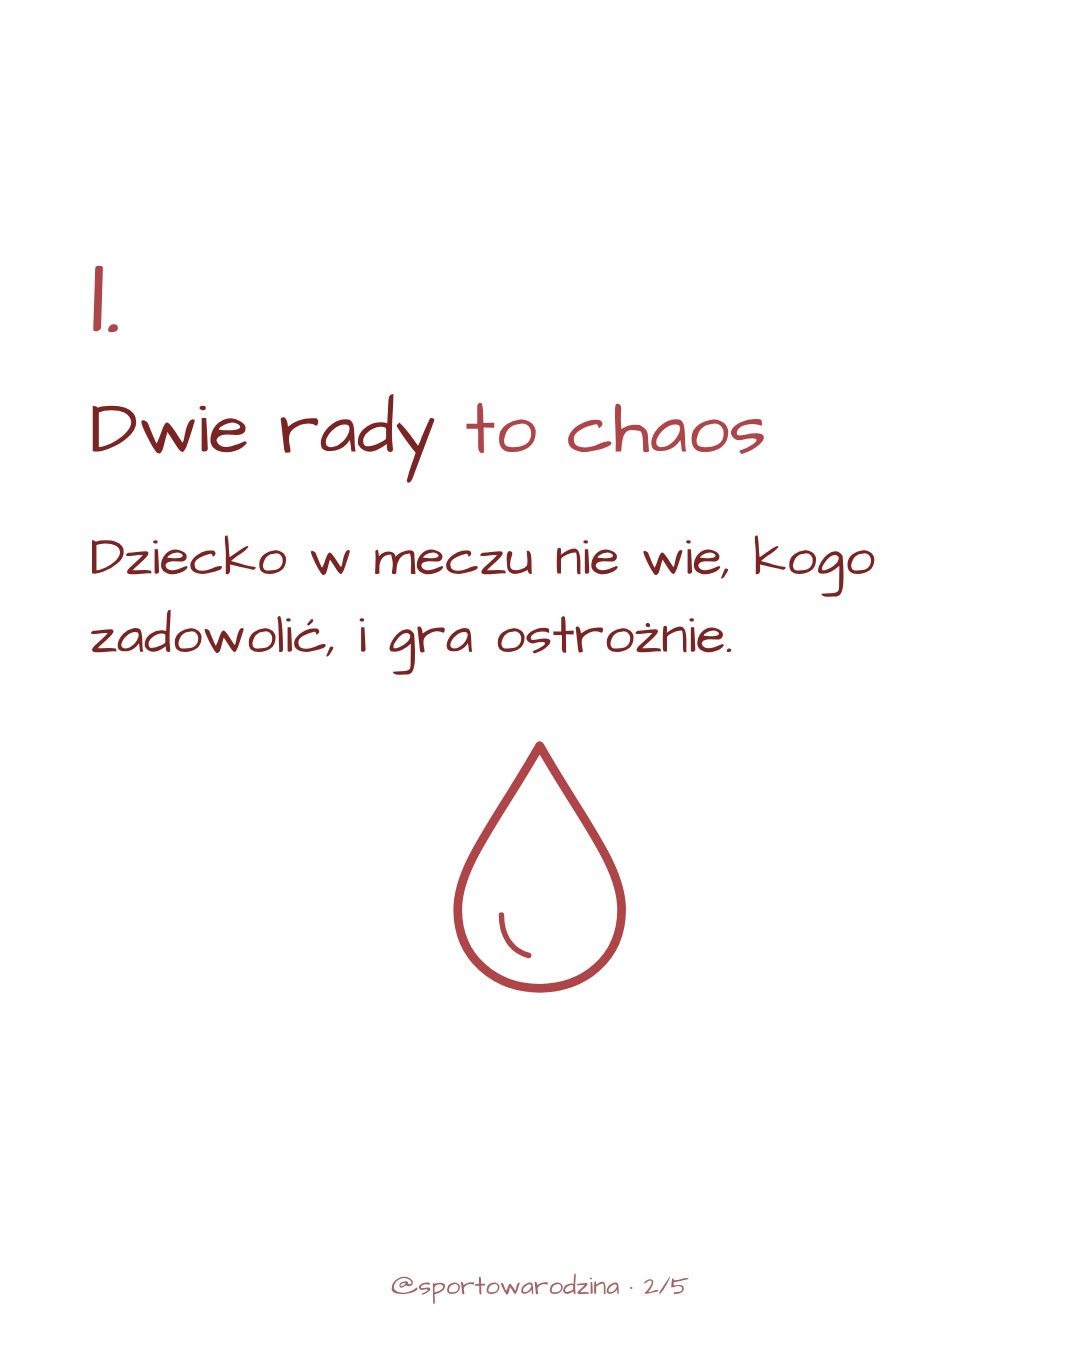 1.
Dwie rady to chaos
Dziecko w meczu nie wie, kogo
zadowolić, i gra ostrożnie.
@sportowarodzina · 2/5